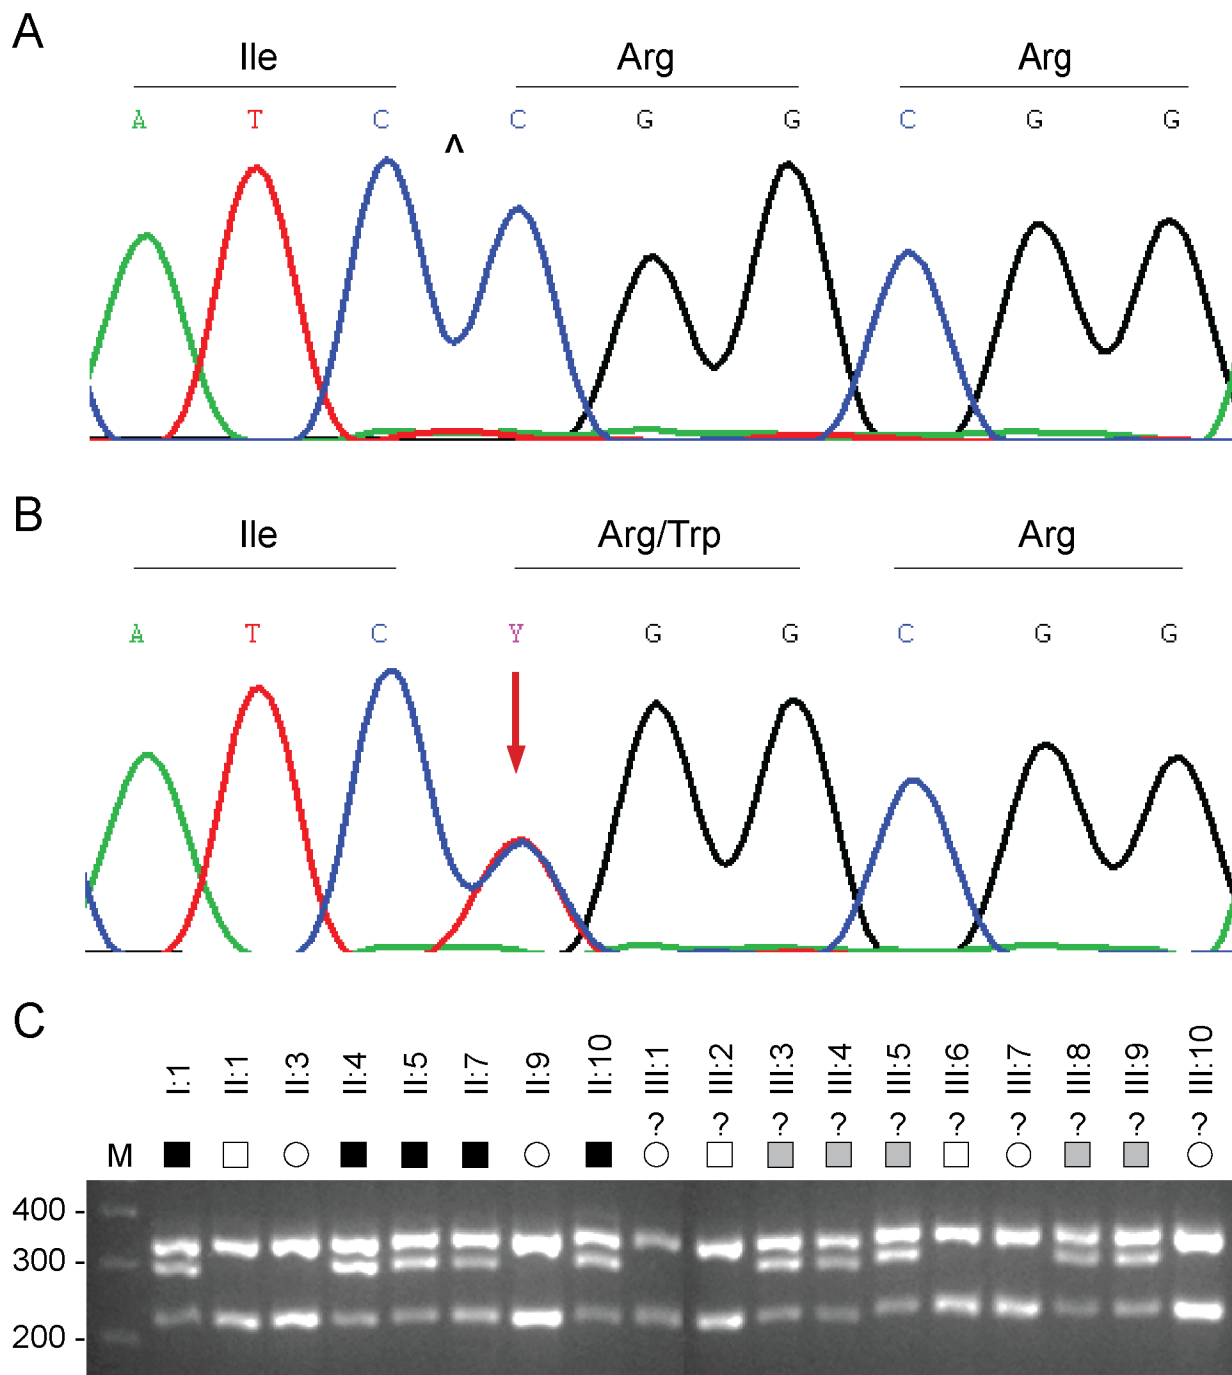 A
Ile Arg Arg
A T C C G G C G G
^
B
Ile Arg/Trp Arg
A T C Y G G C G G
C
I:1 II:1 II:3 II:4 II:5 II:7 II:9 II:10 III:1 III:2 III:3 III:4 III:5 III:6 III:7 III:8 III:9 III:10
? ? ? ? ? ? ? ? ? ?
M
400 -
300 -
200 -